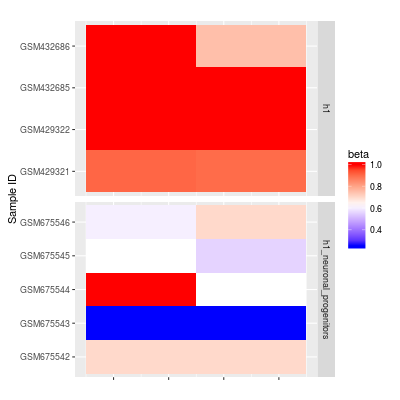 Sample ID
GSM432686
GSM432685
GSM429322
GSM429321
h1
GSM675546
GSM675545
GSM675544
GSM675543
GSM675542
h1_neuronal_progenitors
beta
1.0
0.8
0.6
0.4